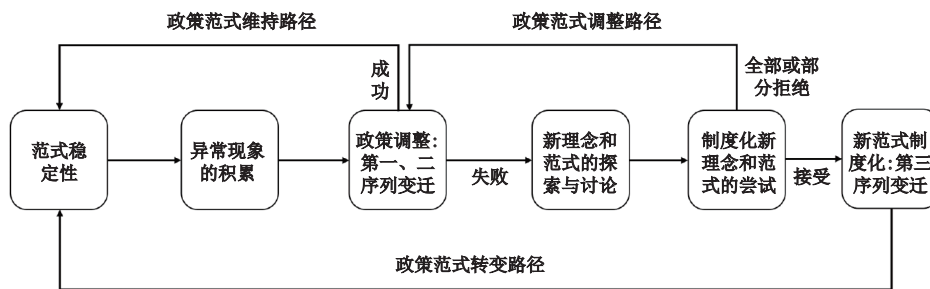 政策范式维持路径
政策范式调整路径
成
功
全部或部
分拒绝
范式稳
定性
异常现象
的积累
政策调整:
第一、二
序列变迁
失败
新理念和
范式的探
索与讨论
制度化新
理念和范
式的尝试
接受
新范式制
度化:第三
序列变迁
政策范式转变路径